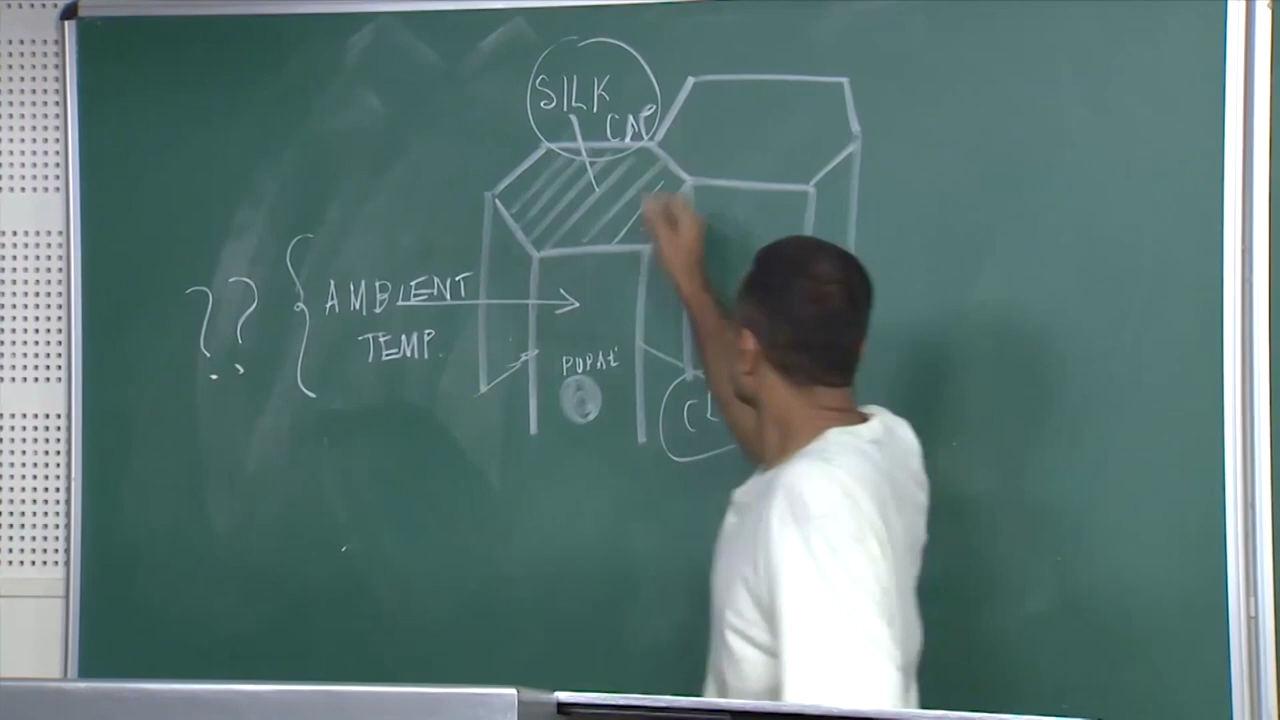 SILK
CAP
??
{ AMBIENT
TEMP.
PUPAE